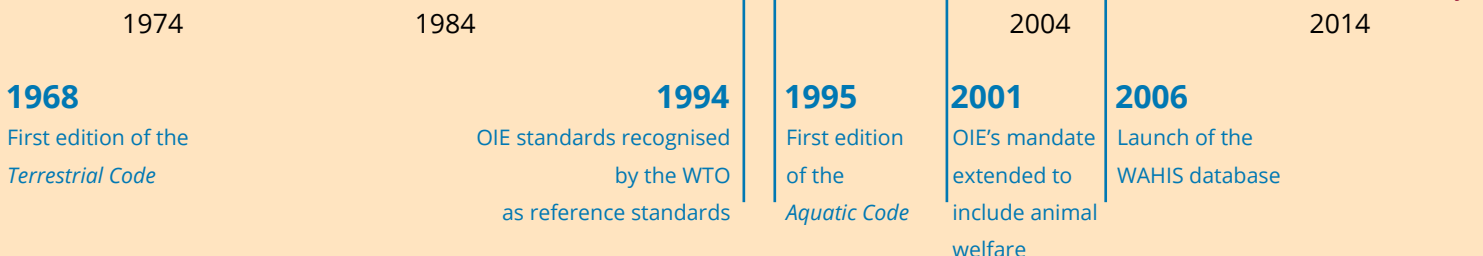 1974
1984
2004
2014
1968
First edition of the
Terrestrial Code
1994
OIE standards recognised
by the WTO
as reference standards
1995
First edition
of the
Aquatic Code
2001
OIE’s mandate
extended to
include animal
welfare
2006
Launch of the
WAHIS database